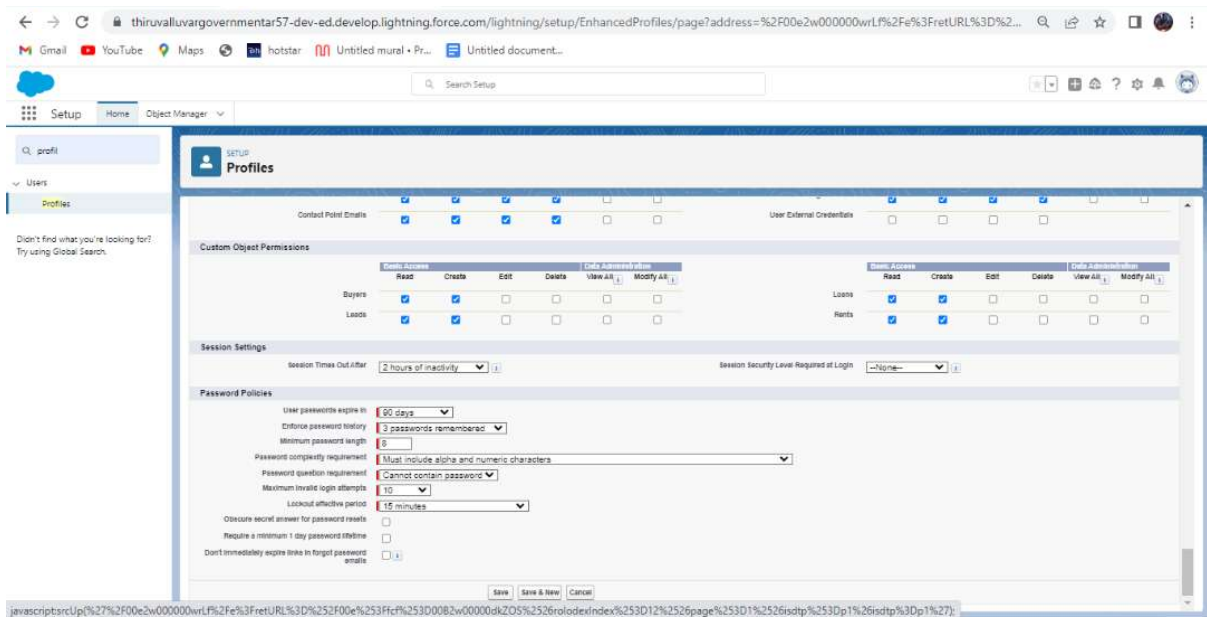 thiruvalluvargovernmentar57-dev-ed.develop.lightning.force.com/lightning/setup/EnhancedProfiles/page?address=%2F00e2w000000wrLf%2Fe%3FretURL%3D%2...
Gmail YouTube Maps hotstar Untitled mural • Pr... Untitled document...
Search Setup
Setup Home Object Manager
profil
SETUP
Profiles
Users
Profiles
Didn't find what you're looking for?
Try using Global Search.
Contact Point Emails User External Credentials
Custom Object Permissions
Basic Access Data Administration Basic Access Data Administration
Read Create Edit Delete View All Modify All Read Create Edit Delete View All Modify All
Buyers Loans
Leads Rents
Session Settings
Session Times Out After 2 hours of inactivity Session Security Level Required at Login --None--
Password Policies
User passwords expire in 90 days
Enforce password history 3 passwords remembered
Minimum password length 8
Password complexity requirement Must include alpha and numeric characters
Password question requirement Cannot contain password
Maximum invalid login attempts 10
Lockout effective period 15 minutes
Obscure secret answer for password resets
Require a minimum 1 day password lifetime
Don't immediately expire links in forgot password
emails
Save Save & New Cancel
javascript:srcUp(%27%2F00e2w000000wrLf%2Fe%3FretURL%3D%252F00e%253Ffcf%253D00B2w00000dkZOS%2526rolodexIndex%253D12%2526page%253D1%2526isdtp%253Dp1%26isdtp%3Dp1%27);